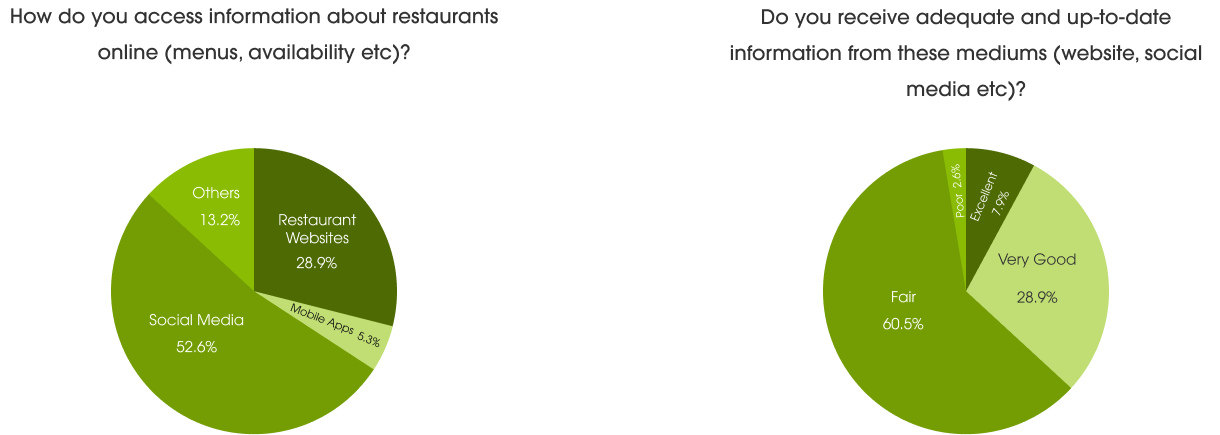 How do you access information about restaurants
online (menus, availability etc)?
Others
13.2%
Restaurant
Websites
28.9%
Mobile Apps 5.3%
Social Media
52.6%
Do you receive adequate and up-to-date
information from these mediums (website, social
media etc)?
Poor 2.6%
Excellent
7.9%
Very Good
28.9%
Fair
60.5%